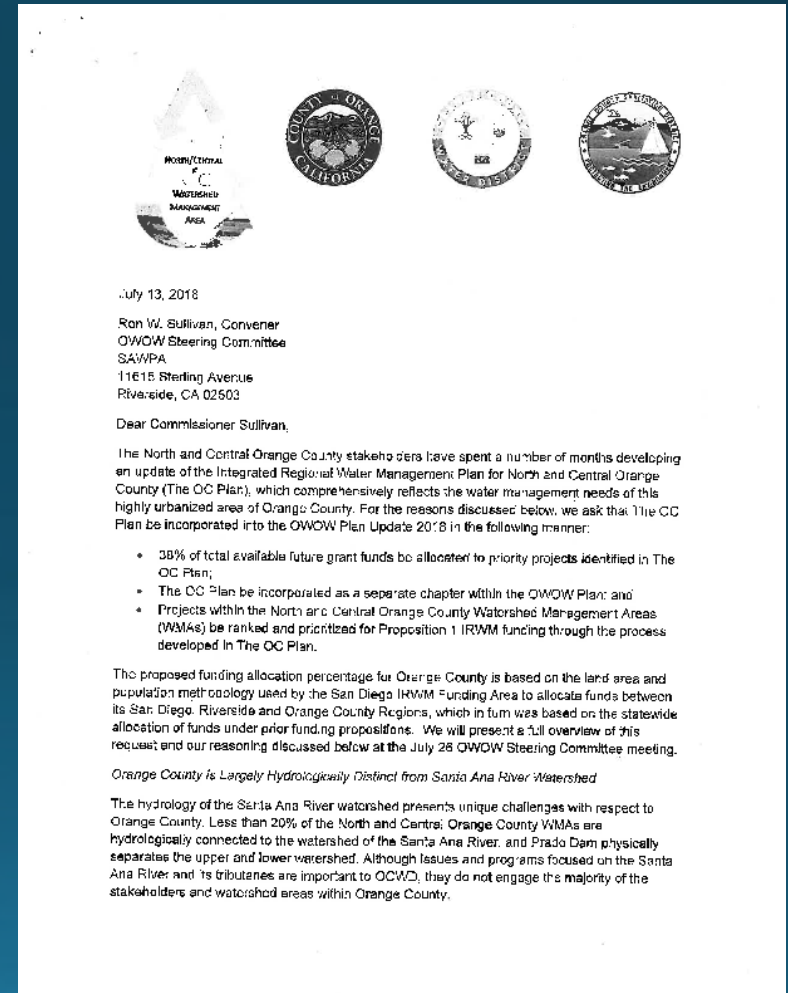 NORTH/CENTRAL
WATERSHED
MANAGEMENT
AREA
COUNTY of ORANGE
CALIFORNIA
WATER DISTRICT
July 13, 2018
Ron W. Sullivan, Convener
OWOW Steering Committee
SAWPA
11615 Sterling Avenue
Riverside, CA 02503
Dear Commissioner Sullivan,
The North and Central Orange County stakeholders have spent a number of months developing
an update of the Integrated Regional Water Management Plan for North and Central Orange
County (The OC Plan), which comprehensively reflects the water management needs of this
highly urbanized area of Orange County. For the reasons discussed below, we ask that The OC
Plan be incorporated into the OWOW Plan Update 2018 in the following manner:
• 38% of total available future grant funds be allocated to priority projects identified in The
OC Plan;
• The OC Plan be incorporated as a separate chapter within the OWOW Plan; and
• Projects within the North and Central Orange County Watershed Management Areas
(WMAs) be ranked and prioritized for Proposition 1 IRWM funding through the process
developed in The OC Plan.
The proposed funding allocation percentage for Orange County is based on the land area and
population methodology used by the San Diego IRWM Funding Area to allocate funds between
its San Diego, Riverside and Orange County Regions, which in turn was based on the statewide
allocation of funds under prior funding propositions. We will present a full overview of this
request and our reasoning discussed below at the July 26 OWOW Steering Committee meeting.
Orange County is Largely Hydrologically Distinct from Santa Ana River Watershed
The hydrology of the Santa Ana River watershed presents unique challenges with respect to
Orange County. Less than 20% of the North and Central Orange County WMAs are
hydrologically connected to the watershed of the Santa Ana River, and Prado Dam physically
separates the upper and lower watershed. Although issues and programs focused on the Santa
Ana River and its tributaries are important to OCWD, they do not engage the majority of the
stakeholders and watershed areas within Orange County.